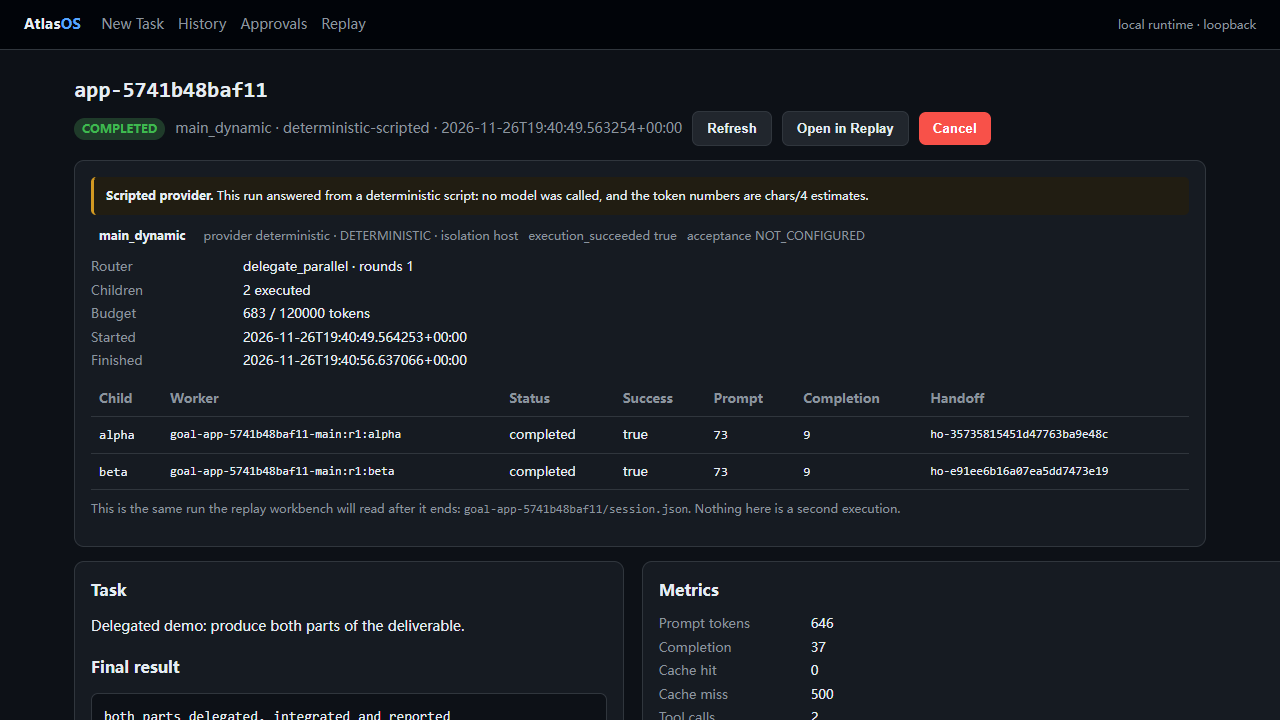 AtlasOS New Task History Approvals Replay local runtime · loopback
app-5741b48baf11
COMPLETED main_dynamic · deterministic-scripted · 2026-11-26T19:40:49.563254+00:00 Refresh Open in Replay Cancel
Scripted provider. This run answered from a deterministic script: no model was called, and the token numbers are chars/4 estimates.
main_dynamic provider deterministic · DETERMINISTIC · isolation host execution_succeeded true acceptance NOT_CONFIGURED
Router delegate_parallel · rounds 1
Children 2 executed
Budget 683 / 120000 tokens
Started 2026-11-26T19:40:49.564253+00:00
Finished 2026-11-26T19:40:56.637066+00:00
Child Worker Status Success Prompt Completion Handoff
alpha goal-app-5741b48baf11-main:r1:alpha completed true 73 9 ho-35735815451d47763ba9e48c
beta goal-app-5741b48baf11-main:r1:beta completed true 73 9 ho-e91ee6b16a07ea5dd7473e19
This is the same run the replay workbench will read after it ends: goal-app-5741b48baf11/session.json. Nothing here is a second execution.
Task
Delegated demo: produce both parts of the deliverable.
Final result
both parts delegated, integrated and reported
Metrics
Prompt tokens 646
Completion 37
Cache hit 0
Cache miss 500
Tool calls 2